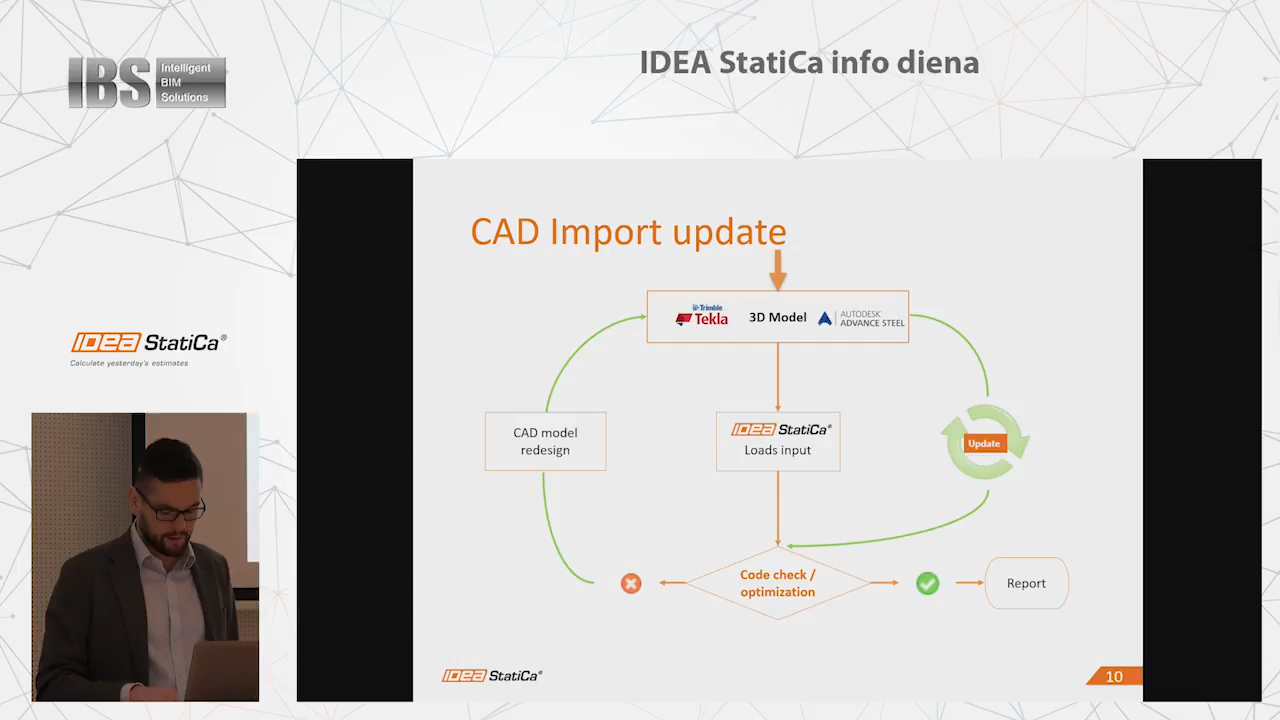 IBS
Intelligent
BIM
Solutions
IDEA StatiCa info diena
IDEA StatiCa®
Calculate yesterday's estimates
CAD Import update
Trimble
Tekla
3D Model
AUTODESK®
ADVANCE STEEL
CAD model
redesign
IDEA StatiCa®
Loads input
Update
Code check /
optimization
Report
IDEA StatiCa®
10